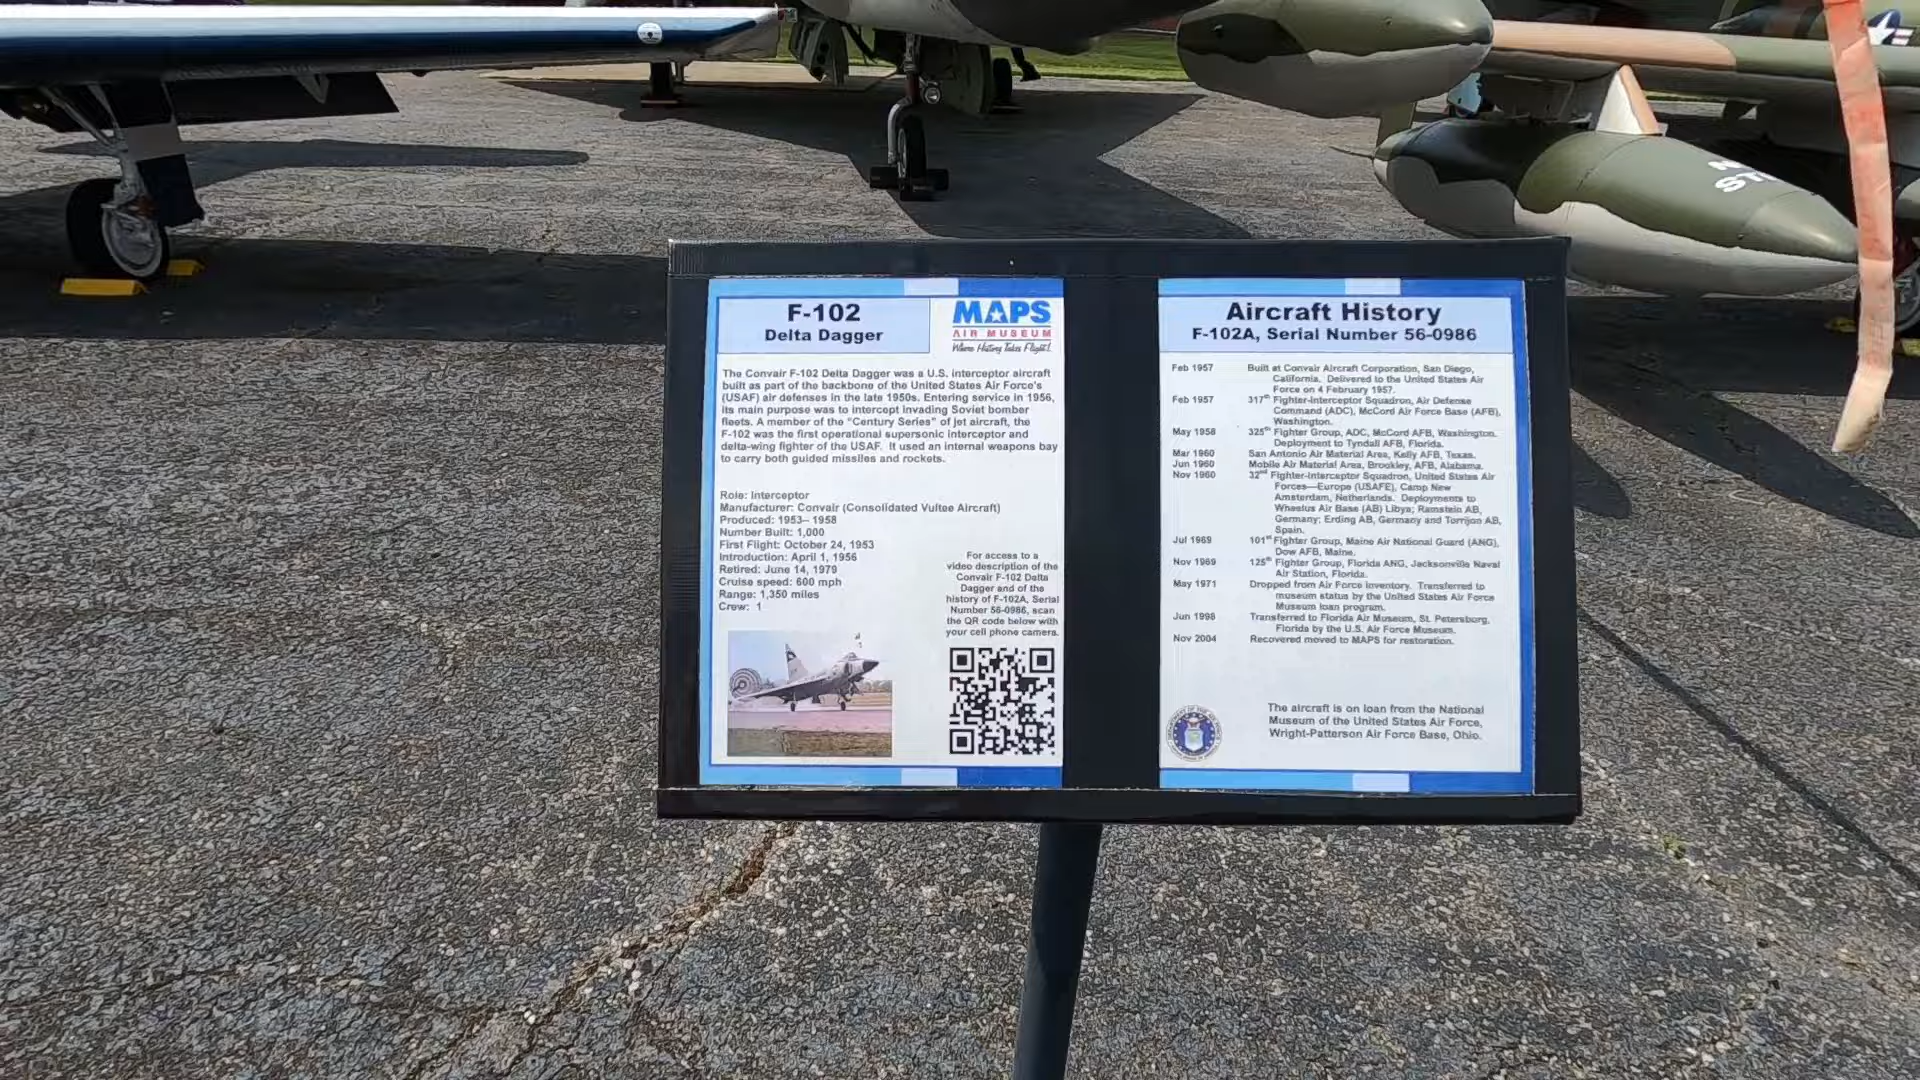 F-102
Delta Dagger
MAPS
AIR MUSEUM
Where History Takes Flight!
The Convair F-102 Delta Dagger was a U.S. interceptor aircraft
built as part of the backbone of the United States Air Force's
(USAF) air defenses in the late 1950s. Entering service in 1956,
its main purpose was to intercept invading Soviet bomber
fleets. A member of the "Century Series" of jet aircraft, the
F-102 was the first operational supersonic interceptor and
delta-wing fighter of the USAF. It used an internal weapons bay
to carry both guided missiles and rockets.
Role: Interceptor
Manufacturer: Convair (Consolidated Vultee Aircraft)
Produced: 1953– 1958
Number Built: 1,000
First Flight: October 24, 1953
Introduction: April 1, 1956
Retired: June 14, 1979
Cruise speed: 600 mph
Range: 1,350 miles
Crew: 1
For access to a
video description of the
Convair F-102 Delta
Dagger and of the
history of F-102A, Serial
Number 56-0986, scan
the QR code below with
your cell phone camera.
Aircraft History
F-102A, Serial Number 56-0986
Feb 1957 Built at Convair Aircraft Corporation, San Diego,
California. Delivered to the United States Air
Force on 4 February 1957.
Feb 1957 317th Fighter-Interceptor Squadron, Air Defense
Command (ADC), McCord Air Force Base (AFB),
Washington.
May 1958 325th Fighter Group, ADC, McCord AFB, Washington.
Deployment to Tyndall AFB, Florida.
Mar 1960 San Antonio Air Material Area, Kelly AFB, Texas.
Jun 1960 Mobile Air Material Area, Brookley, AFB, Alabama.
Nov 1960 32nd Fighter-Interceptor Squadron, United States Air
Forces—Europe (USAFE), Camp New
Amsterdam, Netherlands. Deployments to
Wheelus Air Base (AB) Libya; Ramstein AB,
Germany; Erding AB, Germany and Torrijon AB,
Spain.
Jul 1969 101st Fighter Group, Maine Air National Guard (ANG),
Dow AFB, Maine.
Nov 1969 125th Fighter Group, Florida ANG, Jacksonville Naval
Air Station, Florida.
May 1971 Dropped from Air Force Inventory. Transferred to
museum status by the United States Air Force
Museum loan program.
Jun 1998 Transferred to Florida Air Museum, St. Petersburg,
Florida by the U.S. Air Force Museum.
Nov 2004 Recovered moved to MAPS for restoration.
The aircraft is on loan from the National
Museum of the United States Air Force,
Wright-Patterson Air Force Base, Ohio.